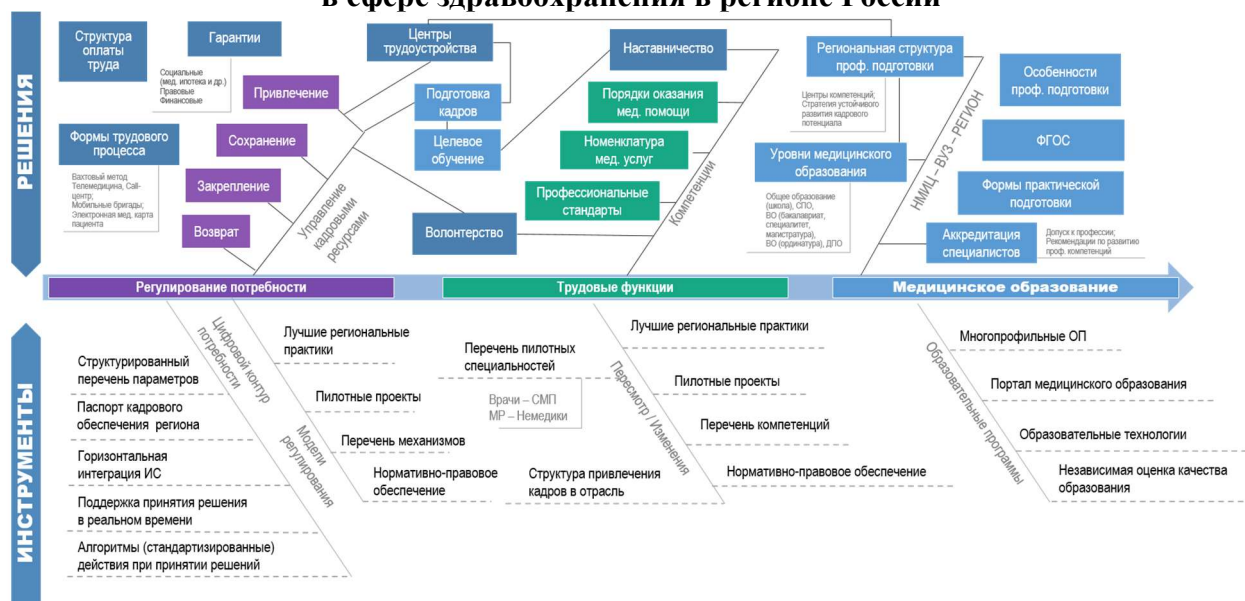 в сфере здравоохранения в регионе России
РЕШЕНИЯ
Структура
оплаты
труда
Гарантии
Социальные
(мед. ипотека и др.)
Правовые
Финансовые
Формы трудового
процесса
Вахтовый метод
Телемедицина, Call-
центр;
Мобильные бригады;
Электронная мед. карта
пациента
Привлечение
Сохранение
Закрепление
Возврат
Управление
кадровыми
ресурсами
Центры
трудоустройства
Подготовка
кадров
Целевое
обучение
Волонтерство
Наставничество
Порядки оказания
мед. помощи
Номенклатура
мед. услуг
Профессиональные
стандарты
Компетенции
Региональная структура
проф. подготовки
Центры компетенций;
Стратегия устойчивого
развития кадрового
потенциала
Уровни медицинского
образования
Общее образование
(школа), СПО,
ВО (бакалавриат,
специалитет,
магистратура),
ВО (ординатура), ДПО
НМИЦ – ВУЗ – РЕГИОН
Особенности
проф. подготовки
ФГОС
Формы практической
подготовки
Аккредитация
специалистов
Допуск к профессии;
Рекомендации по развитию
проф. компетенций
Регулирование потребности
Трудовые функции
Медицинское образование
ИНСТРУМЕНТЫ
Структурированный
перечень параметров
Паспорт кадрового
обеспечения региона
Горизонтальная
интеграция ИС
Поддержка принятия решения
в реальном времени
Алгоритмы (стандартизированные)
действия при принятии решений
Цифровой контур
потребности
Лучшие региональные
практики
Пилотные проекты
Перечень механизмов
Нормативно-правовое
обеспечение
Модели
регулирования
Перечень пилотных
специальностей
Врачи – СМП
МР – Немедики
Структура привлечения
кадров в отрасль
Пересмотр / Изменения
Лучшие региональные практики
Пилотные проекты
Перечень компетенций
Нормативно-правовое обеспечение
Образовательные программы
Многопрофильные ОП
Портал медицинского образования
Образовательные технологии
Независимая оценка качества
образования